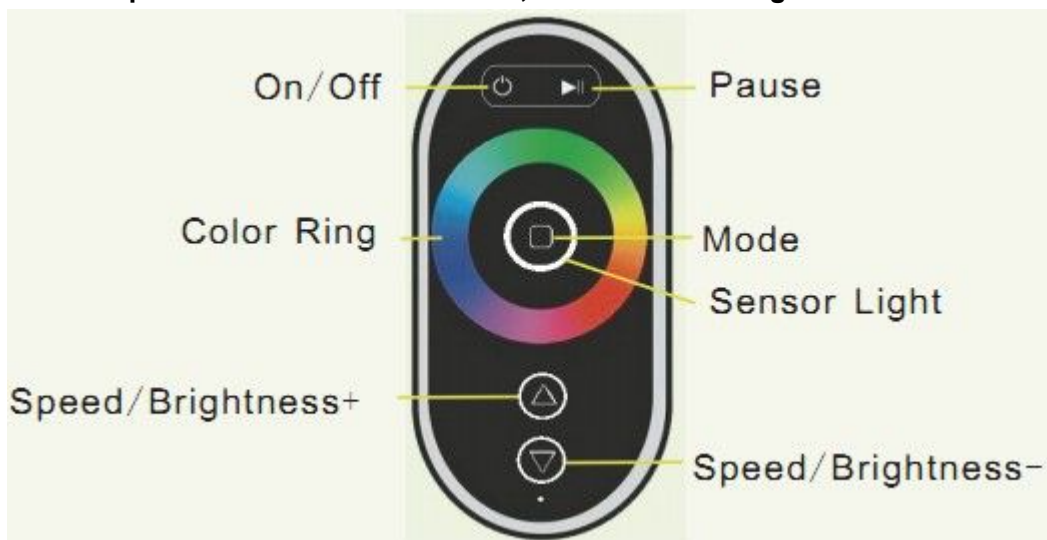 On/Off
Pause
Color Ring
Mode
Sensor Light
Speed/Brightness+
Speed/Brightness-